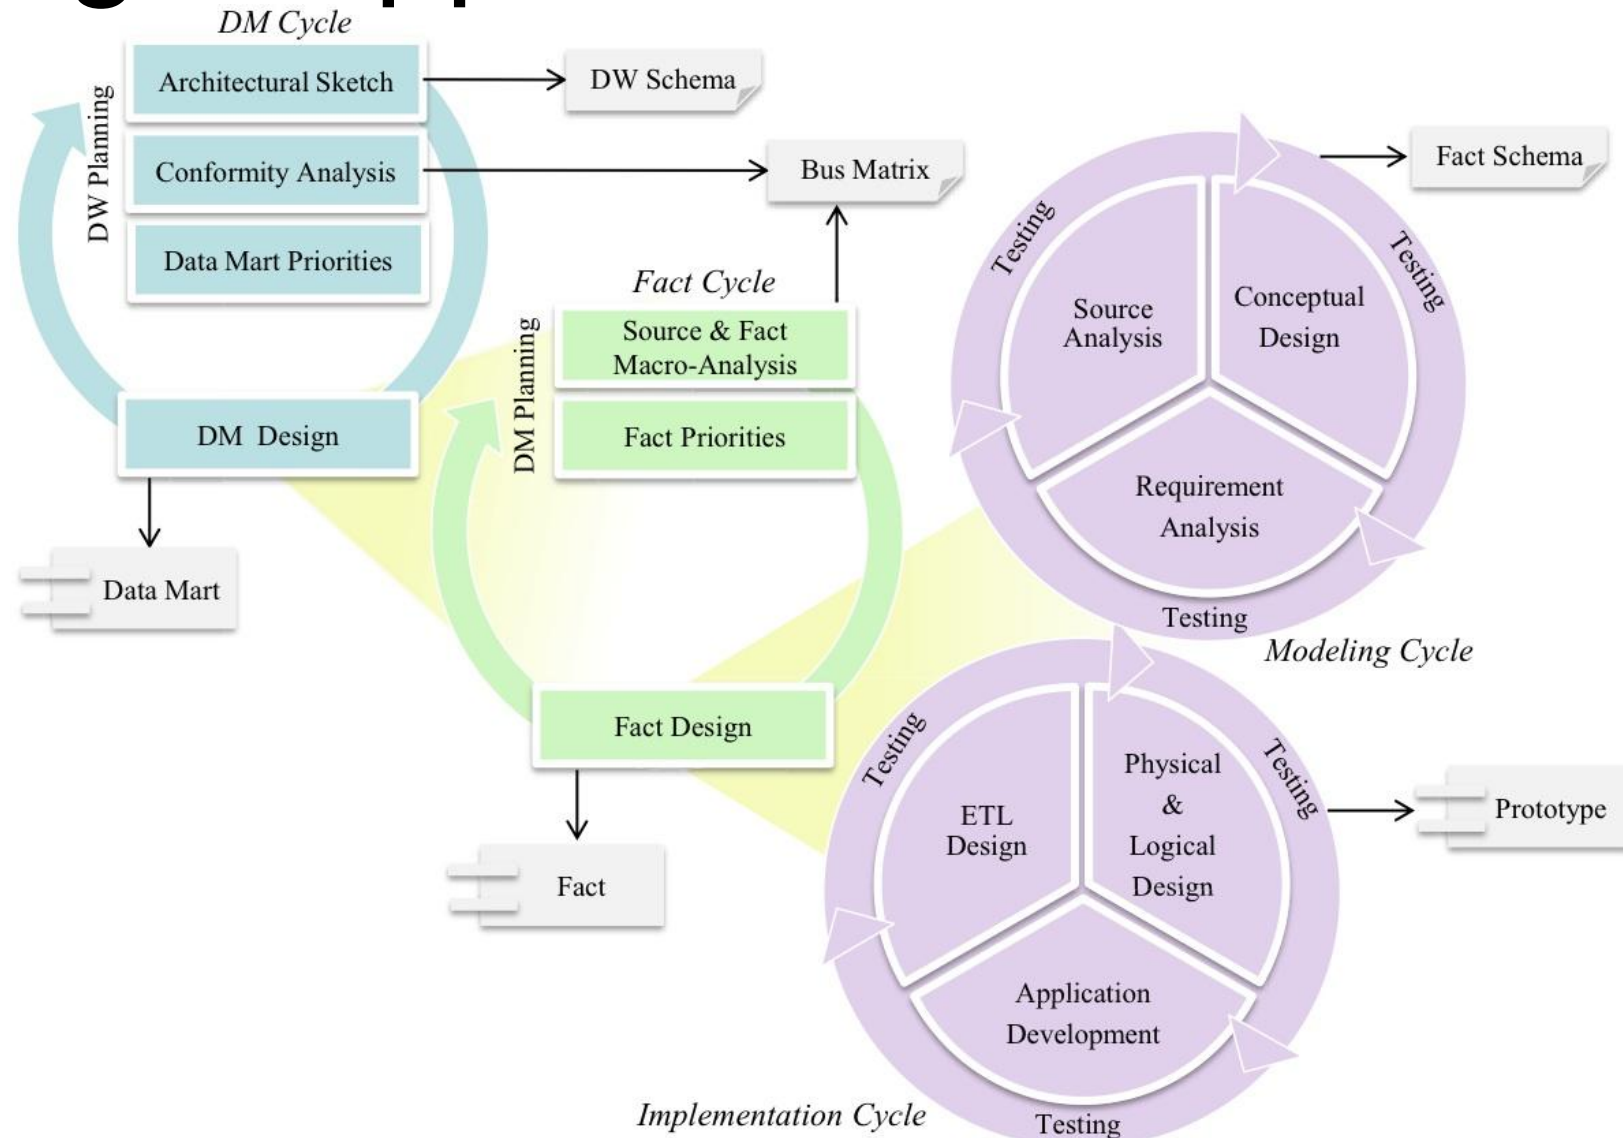 DM Cycle
DW Planning
Architectural Sketch
DW Schema
Conformity Analysis
Bus Matrix
Data Mart Priorities
DM Design
Data Mart
Fact Cycle
DM Planning
Source & Fact
Macro-Analysis
Fact Priorities
Fact Design
Fact
Testing
Testing
Source
Analysis
Conceptual
Design
Requirement
Analysis
Testing
Fact Schema
Modeling Cycle
Testing
Testing
ETL
Design
Physical
&
Logical
Design
Application
Development
Testing
Prototype
Implementation Cycle